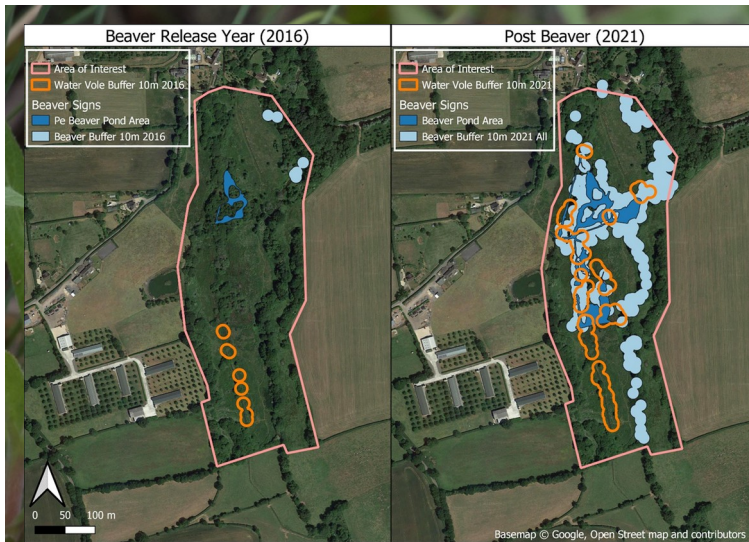 Beaver Release Year (2016)
Area of Interest
Water Vole Buffer 10m 2016
Beaver Signs
Pe Beaver Pond Area
Beaver Buffer 10m 2016
0 50 100 m
Post Beaver (2021)
Area of Interest
Water Vole Buffer 10m 2021
Beaver Signs
Beaver Pond Area
Beaver Buffer 10m 2021 All
Basemap © Google, Open Street map and contributors